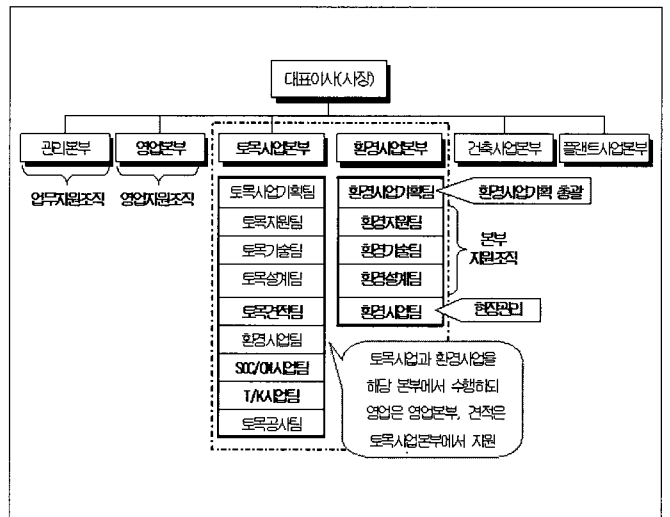 대표이사(사장)
관리본부
영업본부
토목사업본부
환경사업본부
건축사업본부
플랜트사업본부
업무지원조직
영업지원조직
토목사업기획팀
토목지원팀
토목기술팀
토목설계팀
토목견적팀
환경사업팀
SOC/OM사업팀
T/K사업팀
토목공사팀
환경사업기획팀
환경지원팀
환경기술팀
환경설계팀
환경사업팀
환경사업기획 총괄
본부
지원조직
현장관리
토목사업과 환경사업을
해당 본부에서 수행하되
영업은 영업본부, 견적은
토목사업본부에서 지원